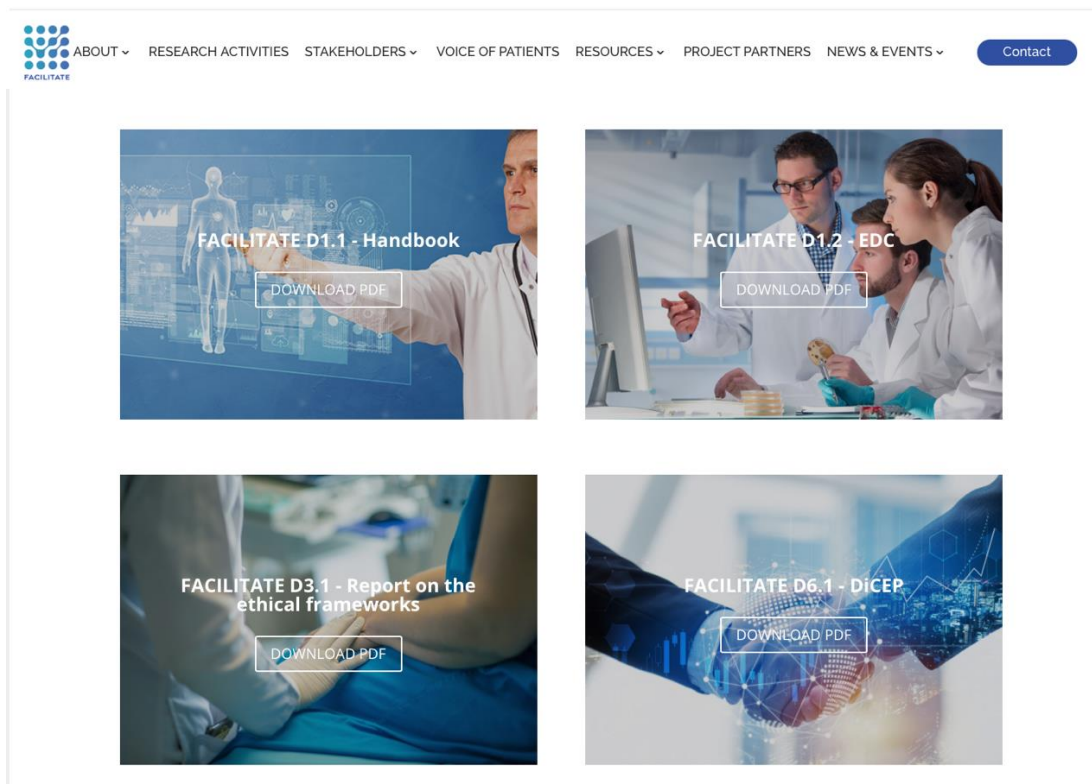 FACILITATE
ABOUT
RESEARCH ACTIVITIES
STAKEHOLDERS
VOICE OF PATIENTS
RESOURCES
PROJECT PARTNERS
NEWS & EVENTS
Contact
FACILITATE D1.1 - Handbook
DOWNLOAD PDF
FACILITATE D1.2 - EDC
DOWNLOAD PDF
FACILITATE D3.1 - Report on the
ethical frameworks
DOWNLOAD PDF
FACILITATE D6.1 - DiCEP
DOWNLOAD PDF